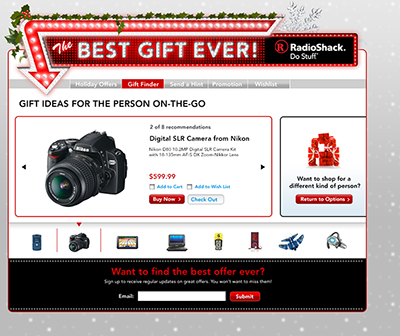 The BEST GIFT EVER!
RadioShack.
Do Stuff™
Holiday Offers Gift Finder Send a Hint Promotion Wishlist
GIFT IDEAS FOR THE PERSON ON-THE-GO
2 of 8 recommendations
Digital SLR Camera from Nikon
Nikon D80 10.2MP Digital SLR Camera Kit
with 18-135mm AF-S DX Zoom-Nikkor Lens
$599.99
Add to Cart Add to Wish List
Buy Now > Check Out
Want to shop for a
different kind of person?
Return to Options >
Want to find the best offer ever?
Sign up to receive regular updates on great offers. You won't want to miss them!
Email: Submit